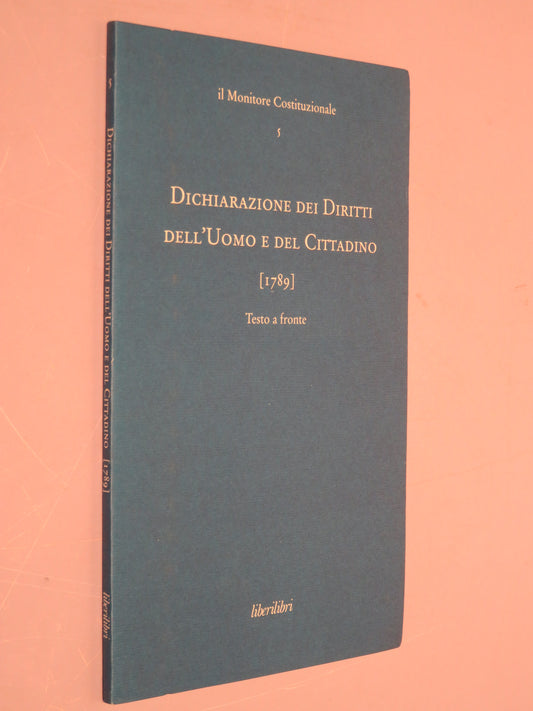 il Monitore Costituzionale
5
Dichiarazione dei Diritti
dell'Uomo e del Cittadino
[1789]
Testo a fronte
liberilibri
5
Dichiarazione dei Diritti dell'Uomo e del Cittadino [1789]
liberilibri